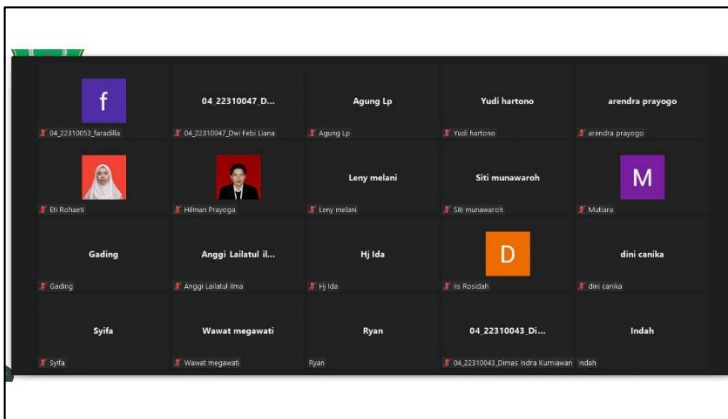 f
04_22310047_D...
Agung Lp
Yudi hartono
arendra prayogo
04_22310053_faradilla
04_22310047_Dwi Febi Liana
Agung Lp
Yudi hartono
arendra prayogo
Leny melani
Siti munawaroh
M
Eti Rohaeti
Hilman Prayoga
Leny melani
Siti munawaroh
Mutiara
Gading
Anggi Lailatul il...
Hj Ida
D
dini canika
Gading
Anggi Lailatul ilma
Hj Ida
Iis Rosidah
dini canika
Syifa
Wawat megawati
Ryan
04_22310043_Di...
Indah
Syifa
Wawat megawati
Ryan
04_22310043_Dimas Indra Kurniawan
Indah